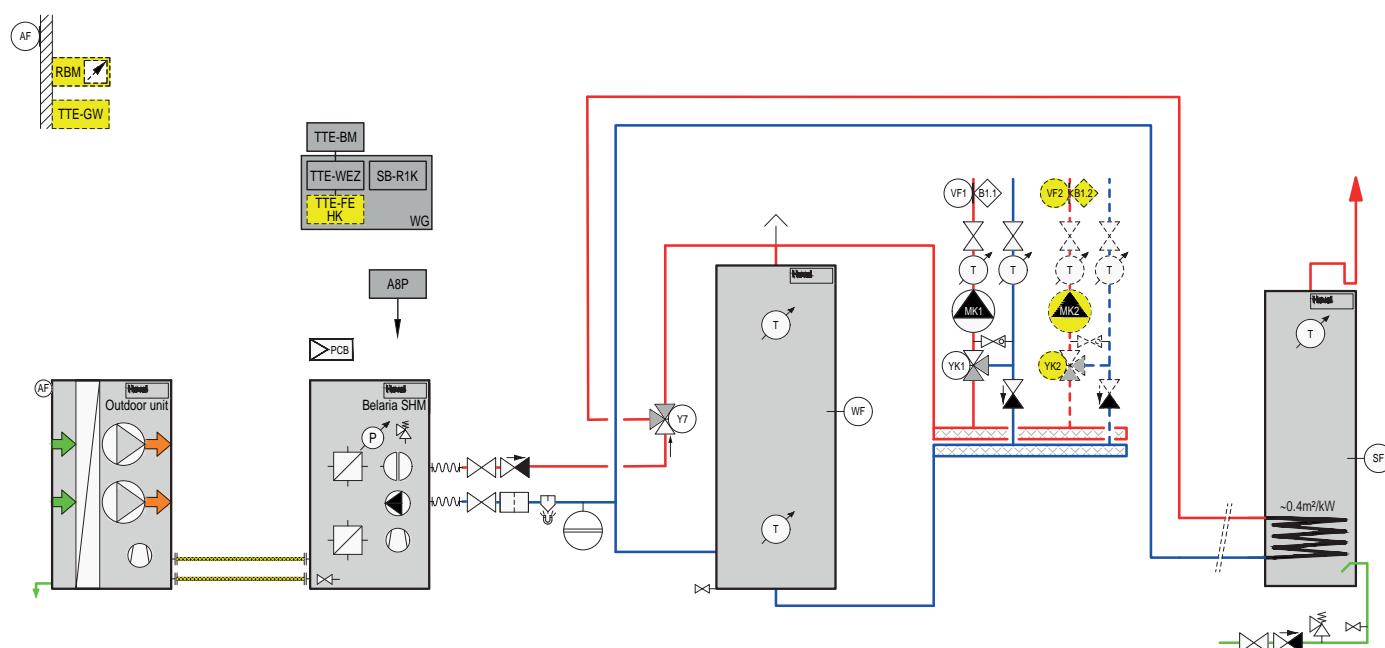 AF
RBM
TTE-GW
TTE-BM
TTE-WEZ
SB-R1K
TTE-FE
HK
WG
A8P
PCB
AF
Outdoor unit
Belaria SHM
P
Y7
T
T
WF
VF1
B1.1
VF2
B1.2
T
T
T
T
MK1
MK2
YK1
YK2
T
SF
~0.4m²/kW